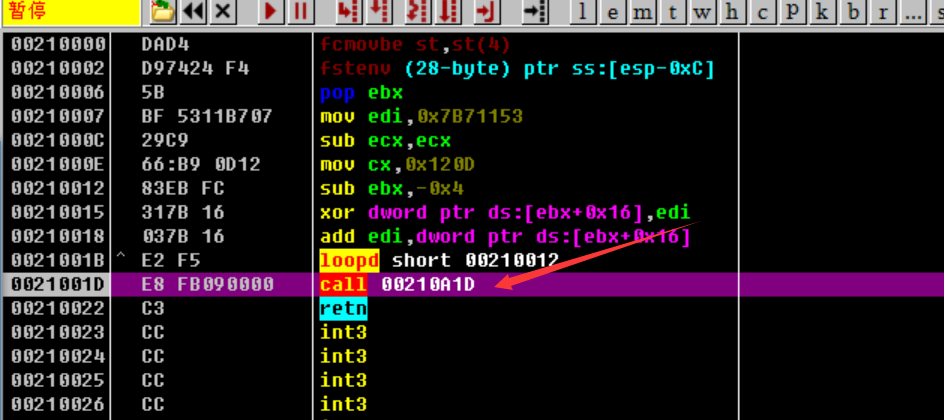 暂停 l e m t w h c p k b r ... s
00210000 DAD4 fcmovbe st,st(4)
00210002 D97424 F4 fstenv (28-byte) ptr ss:[esp-0xC]
00210006 5B pop ebx
00210007 BF 5311B707 mov edi,0x7B71153
0021000C 29C9 sub ecx,ecx
0021000E 66:B9 0D12 mov cx,0x120D
00210012 83EB FC sub ebx,-0x4
00210015 317B 16 xor dword ptr ds:[ebx+0x16],edi
00210018 037B 16 add edi,dword ptr ds:[ebx+0x16]
0021001B ^ E2 F5 loopd short 00210012
0021001D E8 FB090000 call 00210A1D
00210022 C3 retn
00210023 CC int3
00210024 CC int3
00210025 CC int3
00210026 CC int3